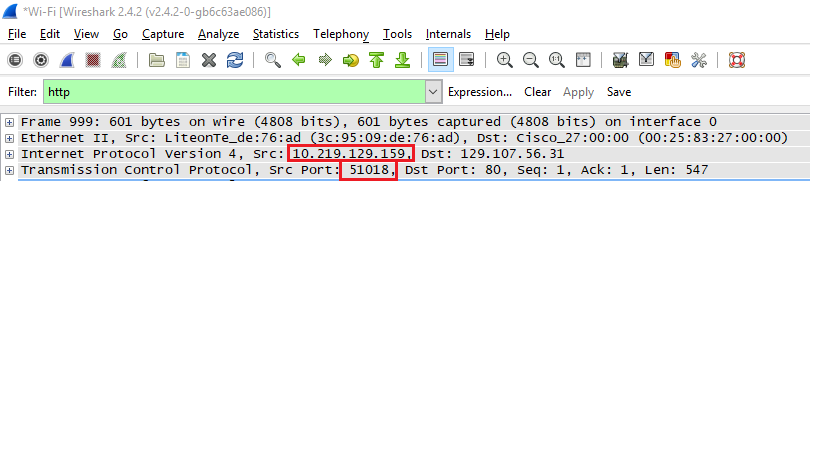 *Wi-Fi [Wireshark 2.4.2 (v2.4.2-0-gb6c63ae086)]
File Edit View Go Capture Analyze Statistics Telephony Tools Internals Help
Filter: http Expression... Clear Apply Save
Frame 999: 601 bytes on wire (4808 bits), 601 bytes captured (4808 bits) on interface 0
Ethernet II, Src: LiteonTe_de:76:ad (3c:95:09:de:76:ad), Dst: Cisco_27:00:00 (00:25:83:27:00:00)
Internet Protocol Version 4, Src: 10.219.129.159, Dst: 129.107.56.31
Transmission Control Protocol, Src Port: 51018, Dst Port: 80, Seq: 1, Ack: 1, Len: 547